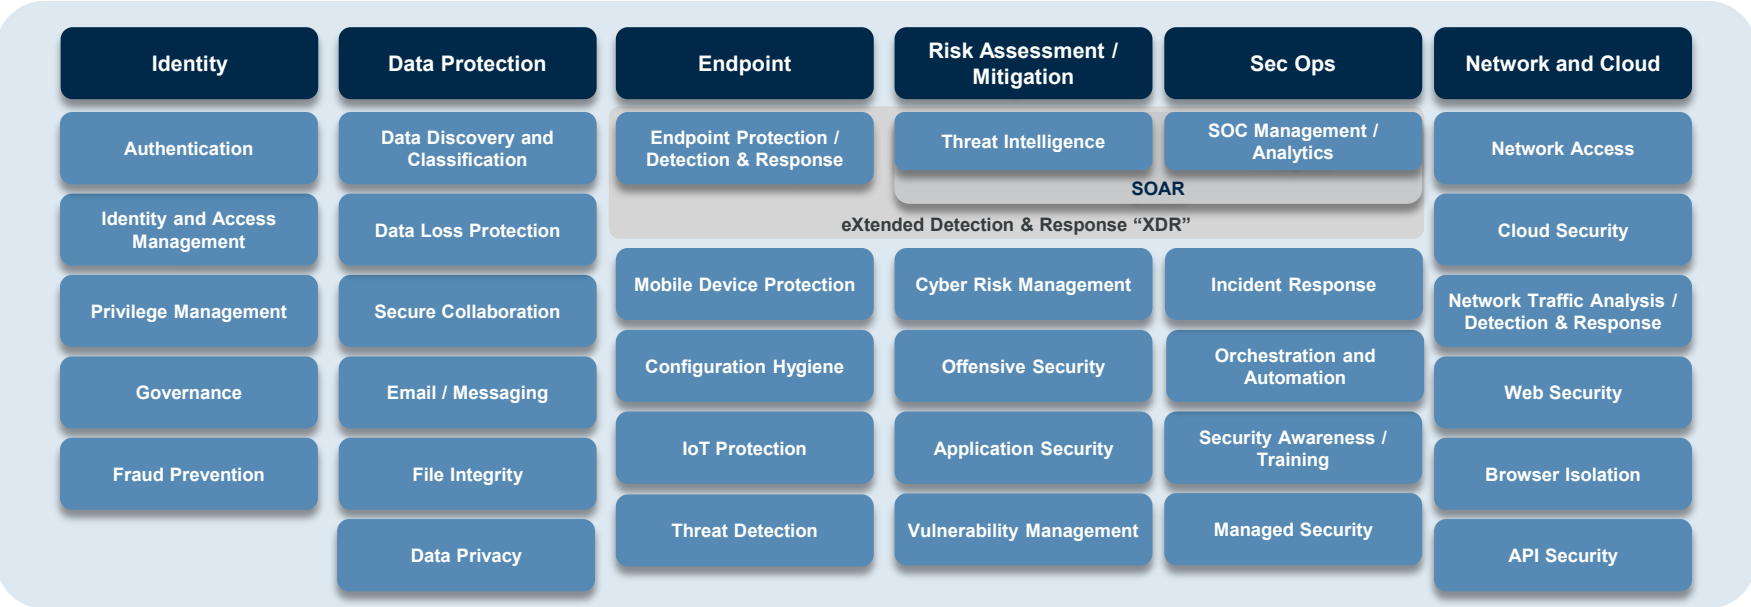 Identity
Authentication
Identity and Access
Management
Privilege Management
Governance
Fraud Prevention
Data Protection
Data Discovery and
Classification
Data Loss Protection
Secure Collaboration
Email / Messaging
File Integrity
Data Privacy
Endpoint
Endpoint Protection /
Detection & Response
Risk Assessment /
Mitigation
Threat Intelligence
Sec Ops
SOC Management /
Analytics
SOAR
eXtended Detection & Response “XDR”
Mobile Device Protection
Configuration Hygiene
IoT Protection
Threat Detection
Cyber Risk Management
Offensive Security
Application Security
Vulnerability Management
Incident Response
Orchestration and
Automation
Security Awareness /
Training
Managed Security
Network and Cloud
Network Access
Cloud Security
Network Traffic Analysis /
Detection & Response
Web Security
Browser Isolation
API Security